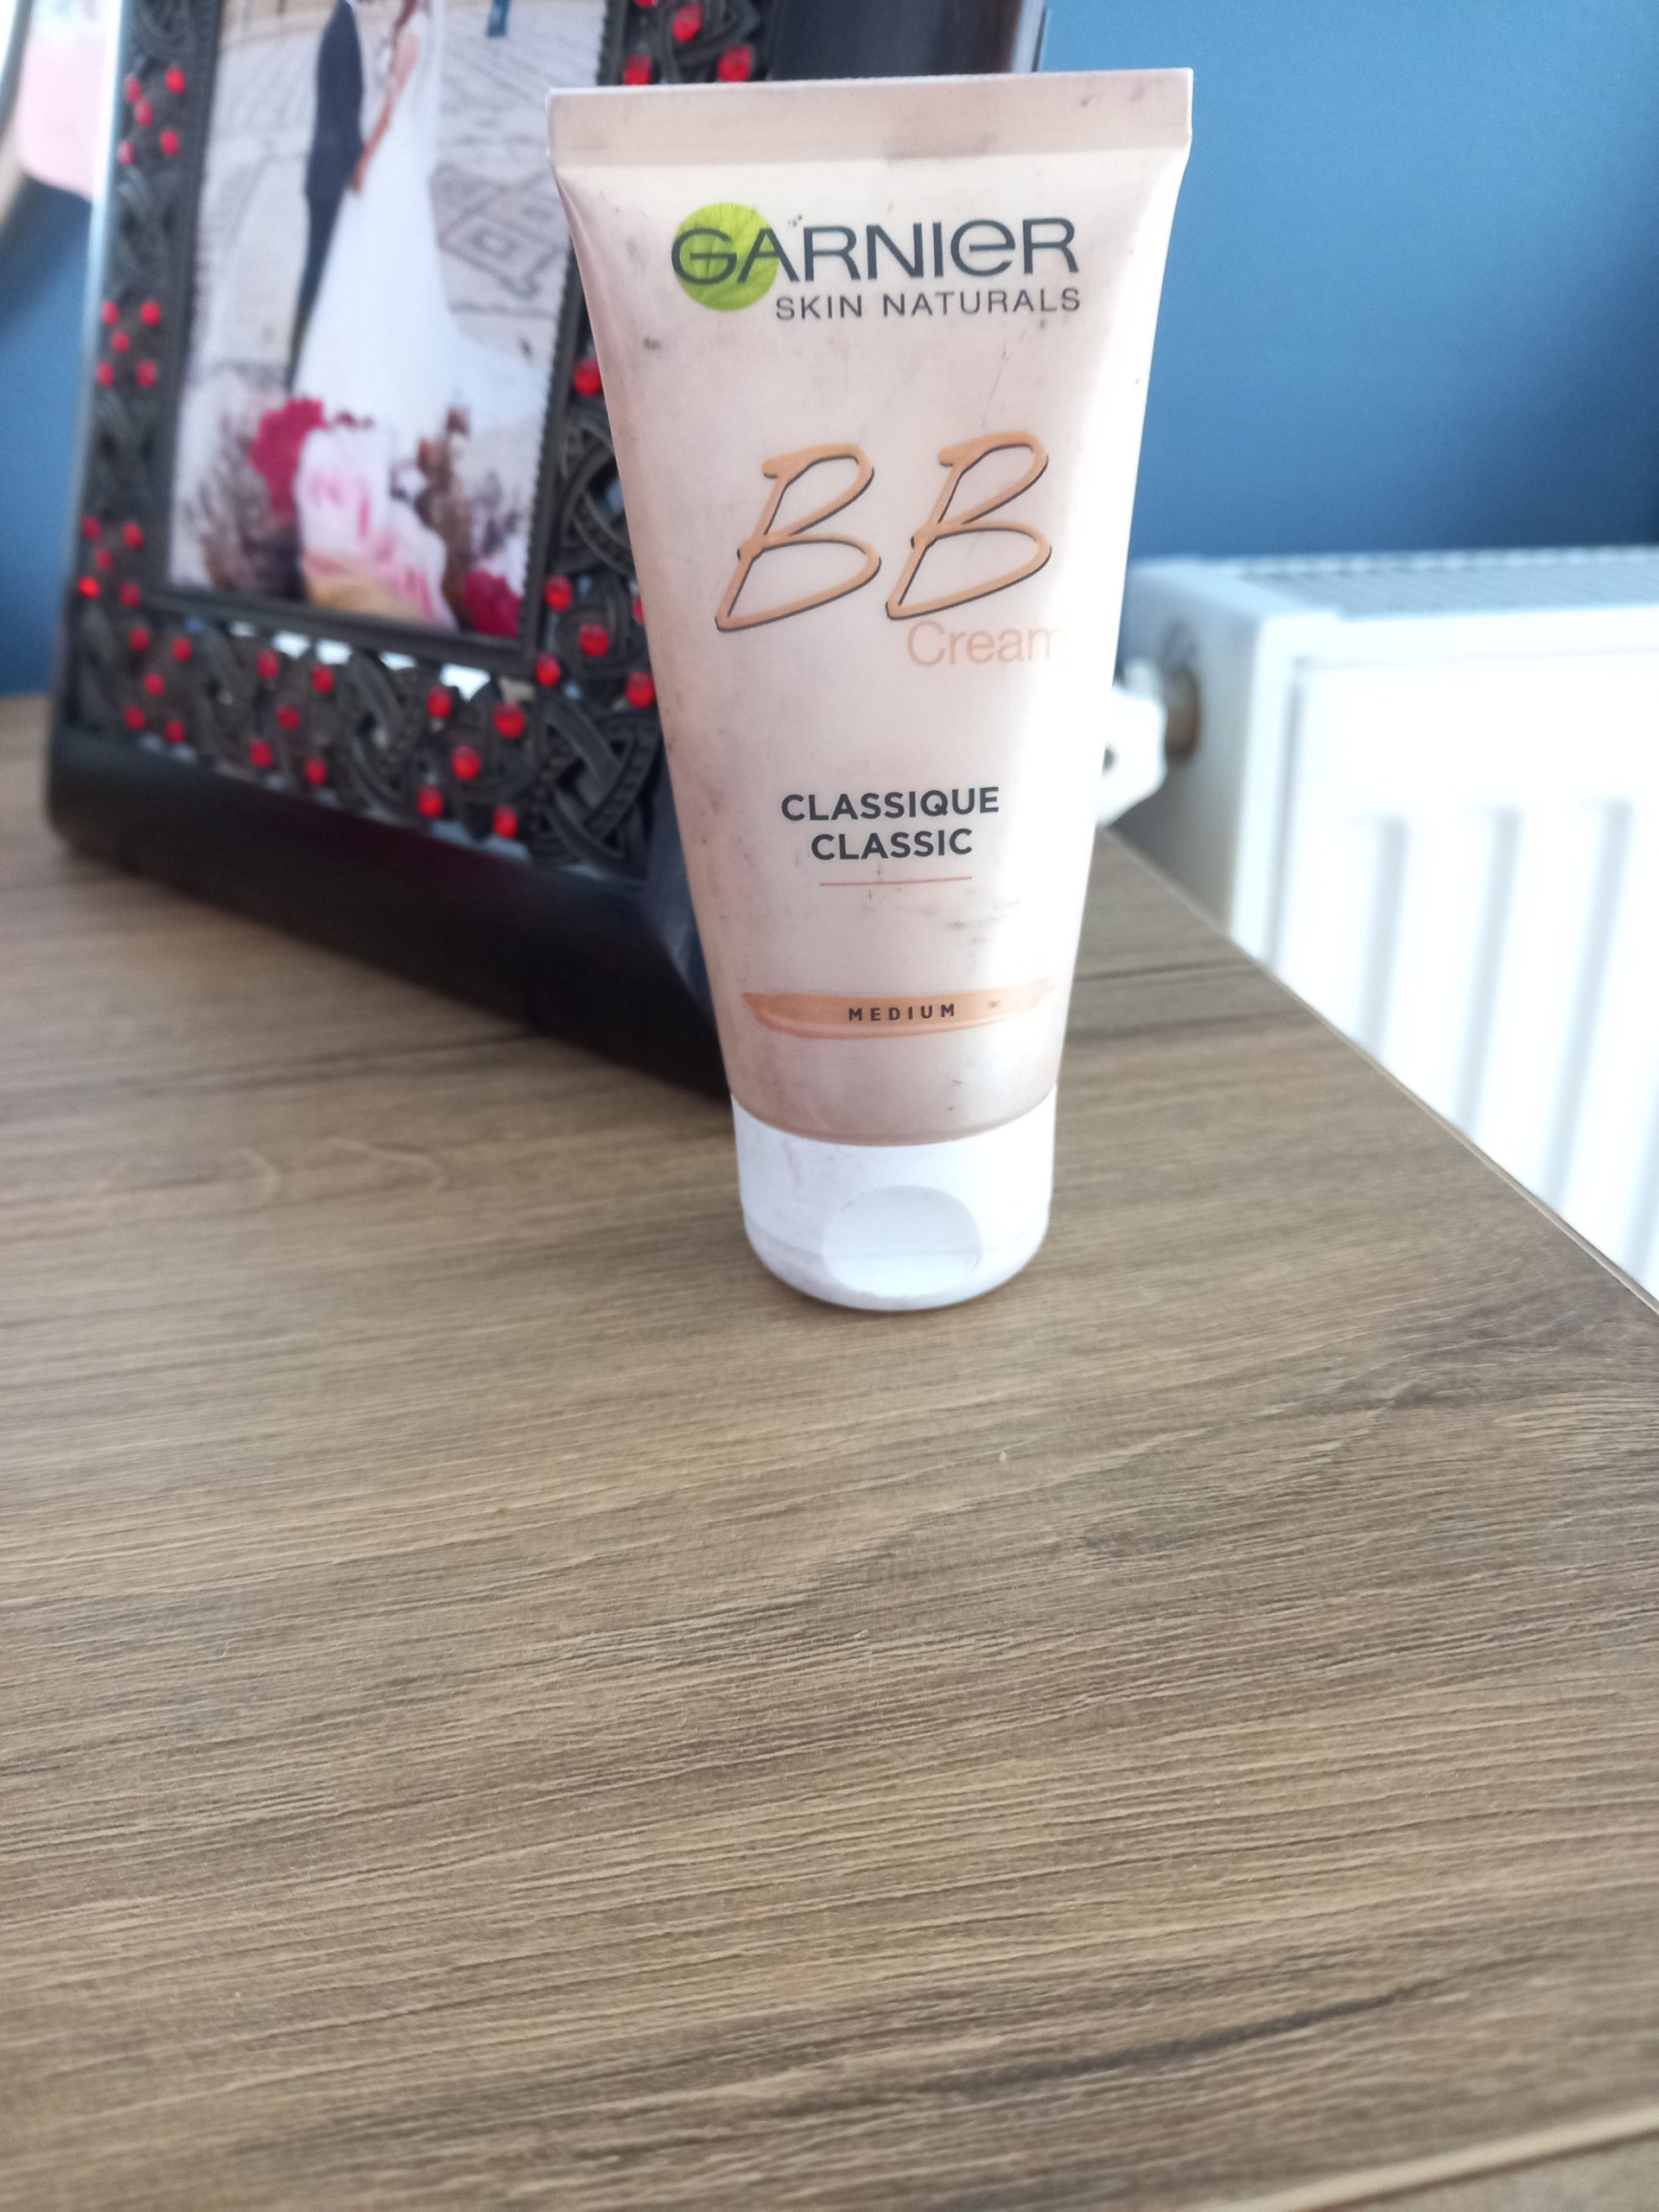 GARNIER
SKIN NATURALS
BB
Cream
CLASSIQUE
CLASSIC
MEDIUM